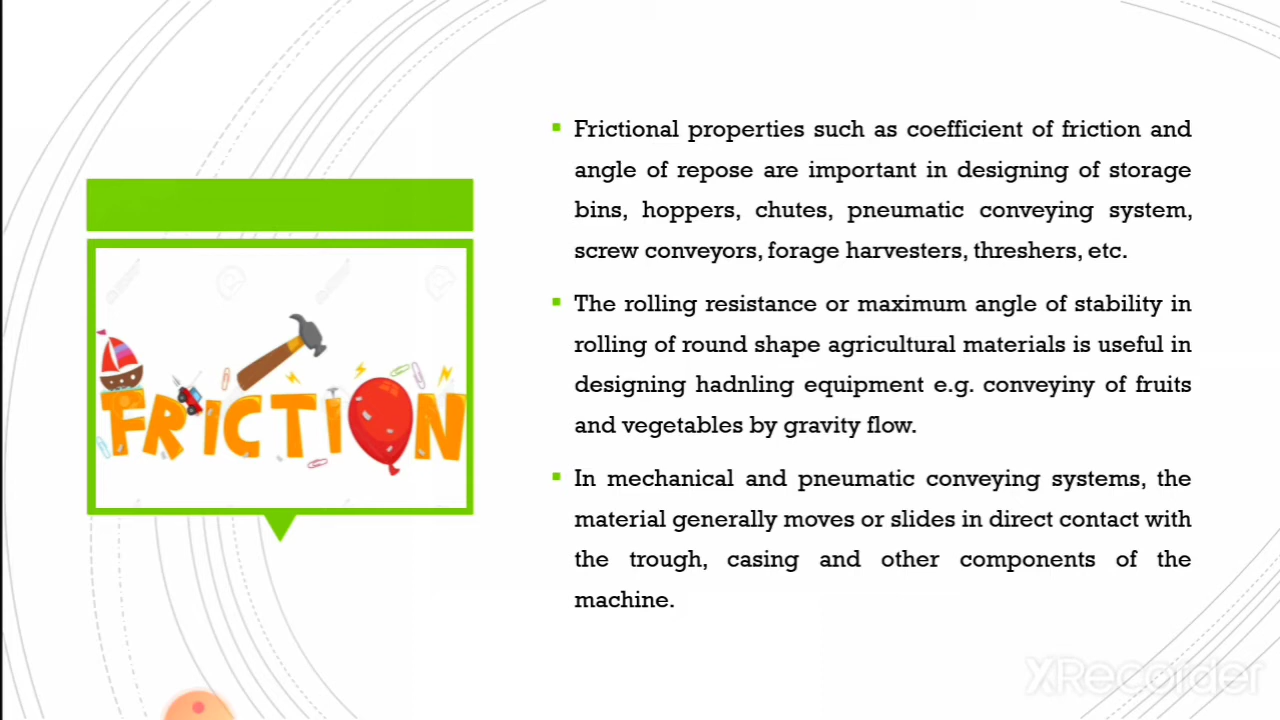 Frictional properties such as coefficient of friction and
angle of repose are important in designing of storage
bins, hoppers, chutes, pneumatic conveying system,
screw conveyors, forage harvesters, threshers, etc.
The rolling resistance or maximum angle of stability in
rolling of round shape agricultural materials is useful in
designing hadnling equipment e.g. conveyiny of fruits
and vegetables by gravity flow.
In mechanical and pneumatic conveying systems, the
material generally moves or slides in direct contact with
the trough, casing and other components of the
machine.
FRICTION
XRecorder